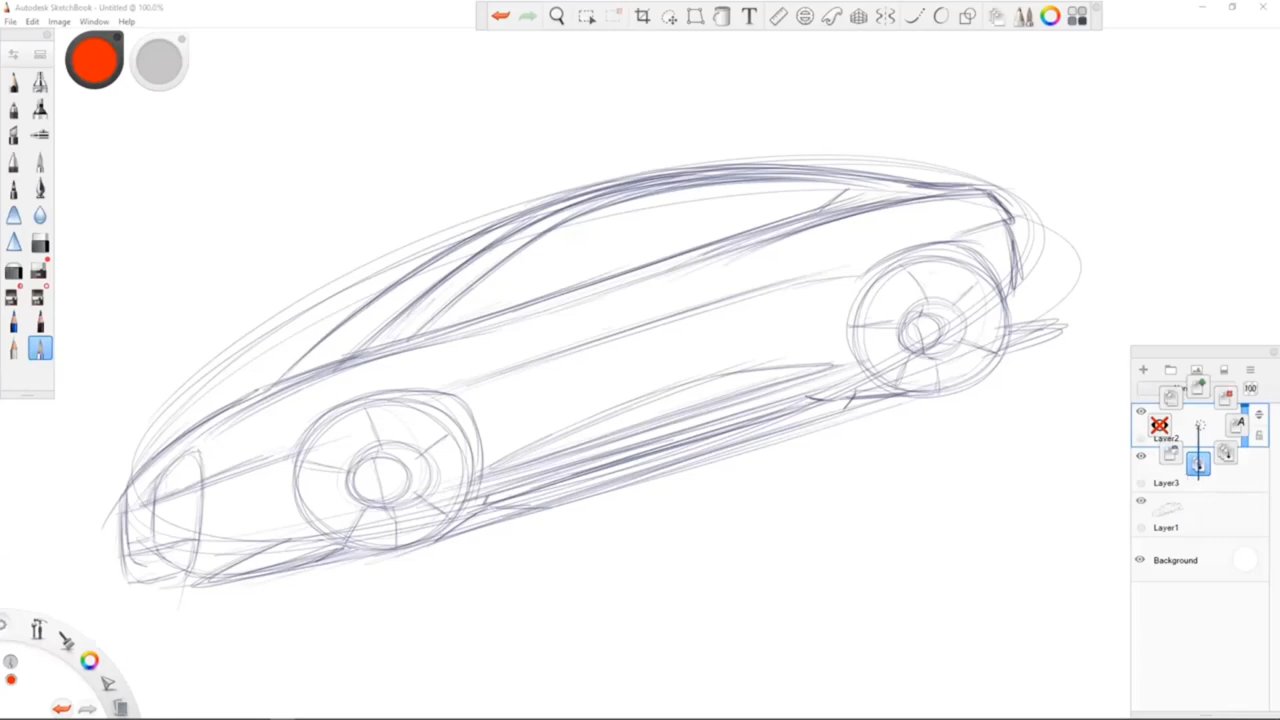 Autodesk SketchBook - Untitled @ 100.0%
File Edit Image Window Help
T
100
A
Layer2
Layer3
Layer1
Background